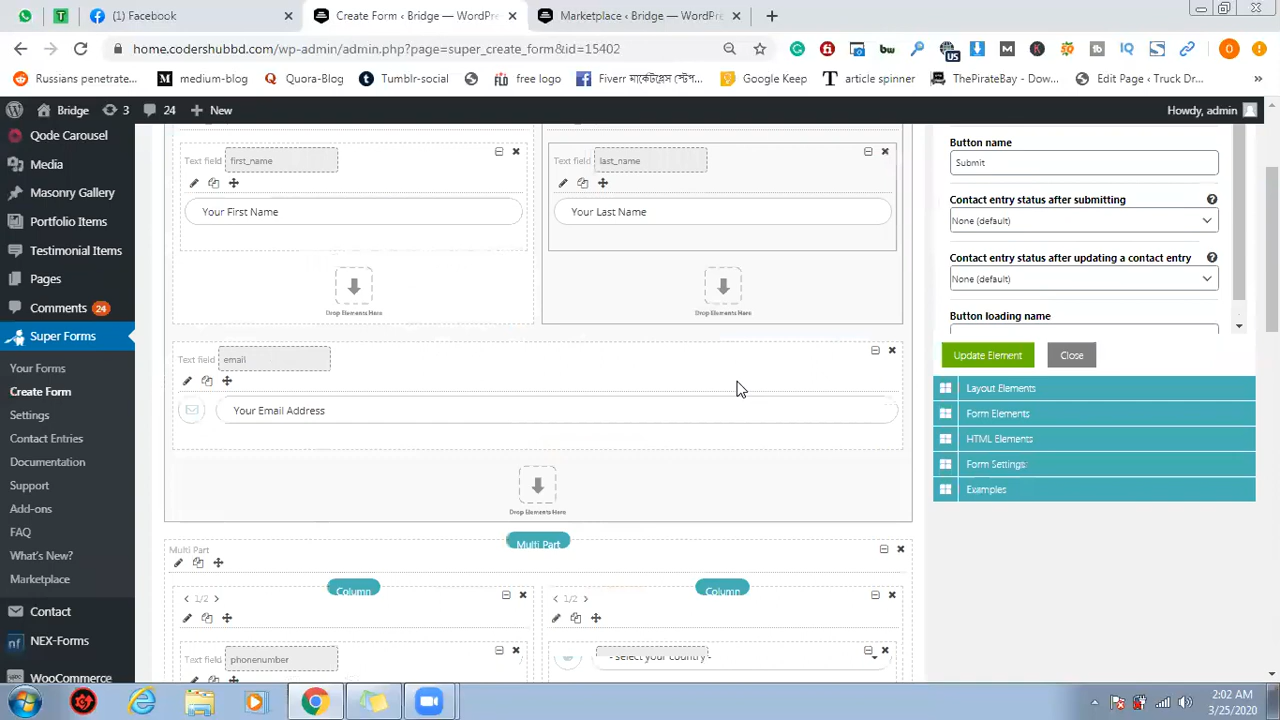 (1) Facebook
Create Form ‹ Bridge — WordPre
Marketplace ‹ Bridge — WordPre
home.codershubbd.com/wp-admin/admin.php?page=super_create_form&id=15402
Russians penetrate...
medium-blog
Quora-Blog
Tumblr-social
free logo
Fiverr মার্কেটপ্লেস স্টেপ...
Google Keep
article spinner
ThePirateBay - Dow...
Edit Page ‹ Truck Dr...
Bridge
3
24
New
Howdy, admin
Qode Carousel
Media
Masonry Gallery
Portfolio Items
Testimonial Items
Pages
Comments 24
Super Forms
Your Forms
Create Form
Settings
Contact Entries
Documentation
Support
Add-ons
FAQ
What's New?
Marketplace
Contact
NEX-Forms
WooCommerce
Text field first_name
Your First Name
Drop Elements Here
Text field last_name
Your Last Name
Drop Elements Here
Text field email
Your Email Address
Drop Elements Here
Multi Part
Multi Part
Column
< 1/2 >
Text field phonenumber
Column
< 1/2 >
- select your country -
Button name
Submit
Contact entry status after submitting
None (default)
Contact entry status after updating a contact entry
None (default)
Button loading name
Update Element
Close
Layout Elements
Form Elements
HTML Elements
Form Settings
Examples
2:02 AM
3/25/2020